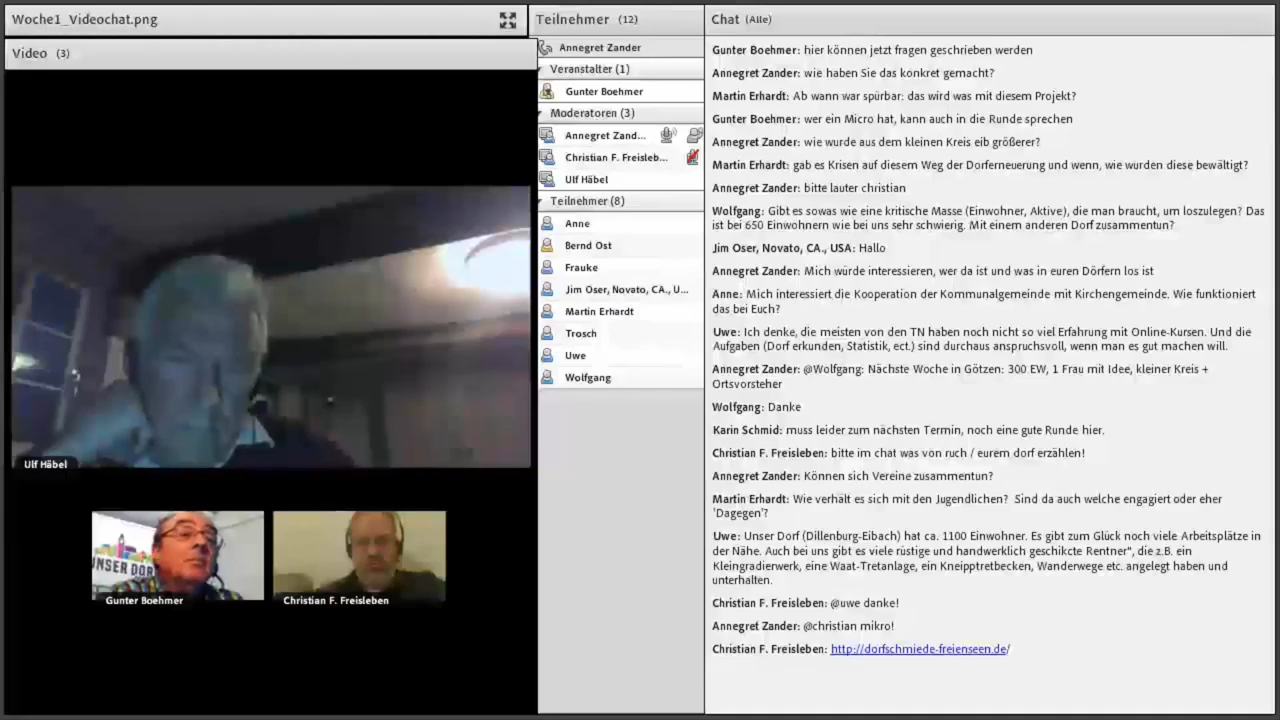 Woche1_Videochat.png
Video (3)
Ulf Häbel
UNSER DOR
Gunter Boehmer
Christian F. Freisleben
Teilnehmer (12)
Annegret Zander
Veranstalter (1)
Gunter Boehmer
Moderatoren (3)
Annegret Zand...
Christian F. Freisleb...
Ulf Häbel
Teilnehmer (8)
Anne
Bernd Ost
Frauke
Jim Oser, Novato, CA., U...
Martin Erhardt
Trosch
Uwe
Wolfgang
Chat (Alle)
Gunter Boehmer: hier können jetzt fragen geschrieben werden
Annegret Zander: wie haben Sie das konkret gemacht?
Martin Erhardt: Ab wann war spürbar: das wird was mit diesem Projekt?
Gunter Boehmer: wer ein Micro hat, kann auch in die Runde sprechen
Annegret Zander: wie wurde aus dem kleinen Kreis eib größerer?
Martin Erhardt: gab es Krisen auf diesem Weg der Dorferneuerung und wenn, wie wurden diese bewältigt?
Annegret Zander: bitte lauter christian
Wolfgang: Gibt es sowas wie eine kritische Masse (Einwohner, Aktive), die man braucht, um loszulegen? Das
ist bei 650 Einwohnern wie bei uns sehr schwierig. Mit einem anderen Dorf zusammentun?
Jim Oser, Novato, CA., USA: Hallo
Annegret Zander: Mich würde interessieren, wer da ist und was in euren Dörfern los ist
Anne: Mich interessiert die Kooperation der Kommunalgemeinde mit Kirchengemeinde. Wie funktioniert
das bei Euch?
Uwe: Ich denke, die meisten von den TN haben noch nicht so viel Erfahrung mit Online-Kursen. Und die
Aufgaben (Dorf erkunden, Statistik, ect.) sind durchaus anspruchsvoll, wenn man es gut machen will.
Annegret Zander: @Wolfgang: Nächste Woche in Götzen: 300 EW, 1 Frau mit Idee, kleiner Kreis +
Ortsvorsteher
Wolfgang: Danke
Karin Schmid: muss leider zum nächsten Termin, noch eine gute Runde hier.
Christian F. Freisleben: bitte im chat was von ruch / eurem dorf erzählen!
Annegret Zander: Können sich Vereine zusammentun?
Martin Erhardt: Wie verhält es sich mit den Jugendlichen? Sind da auch welche engagiert oder eher
'Dagegen'?
Uwe: Unser Dorf (Dillenburg-Eibach) hat ca. 1100 Einwohner. Es gibt zum Glück noch viele Arbeitsplätze in
der Nähe. Auch bei uns gibt es viele rüstige und handwerklich geschikcte Rentner", die z.B. ein
Kleingradierwerk, eine Waat-Tretanlage, ein Kneipptretbecken, Wanderwege etc. angelegt haben und
unterhalten.
Christian F. Freisleben: @uwe danke!
Annegret Zander: @christian mikro!
Christian F. Freisleben: http://dorfschmiede-freienseen.de/